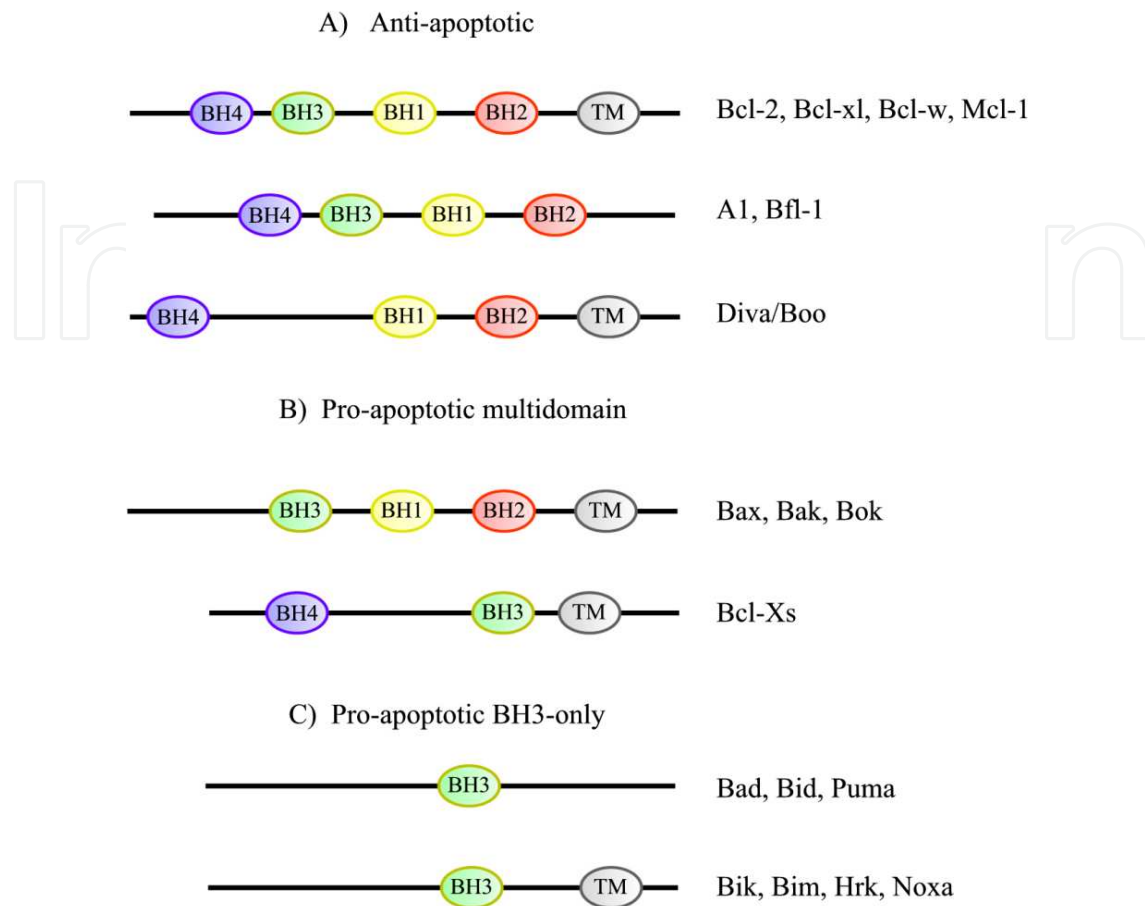 A) Anti-apoptotic
BH4 BH3 BH1 BH2 TM Bcl-2, Bcl-xl, Bcl-w, Mcl-1
BH4 BH3 BH1 BH2 A1, Bfl-1
BH4 BH1 BH2 TM Diva/Boo
B) Pro-apoptotic multidomain
BH3 BH1 BH2 TM Bax, Bak, Bok
BH4 BH3 TM Bcl-Xs
C) Pro-apoptotic BH3-only
BH3 Bad, Bid, Puma
BH3 TM Bik, Bim, Hrk, Noxa